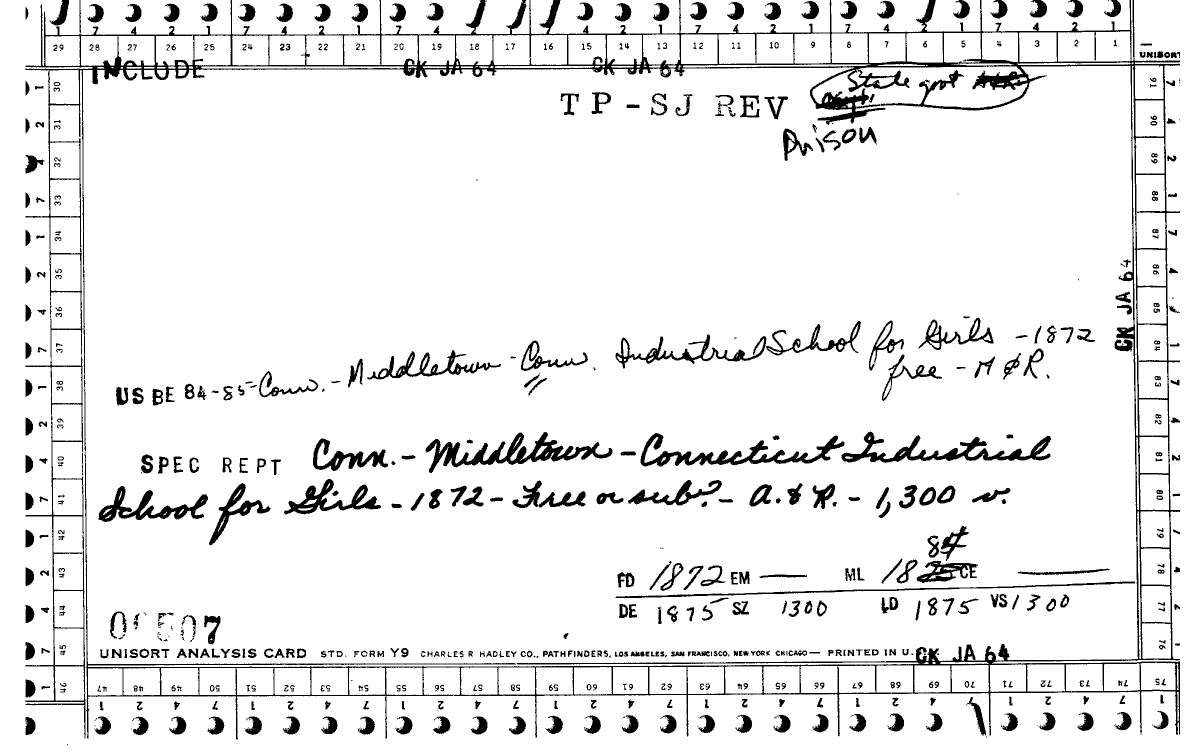 7 4 2 1 7 4 2 1 7 4 2 1 7 4 2 1 7 4 2 1 7 4 2 1 7 4 2 1
29 28 27 26 25 24 23 22 21 20 19 18 17 16 15 14 13 12 11 10 9 8 7 6 5 4 3 2 1
UNISORT
INCLUDE CK JA 64 CK JA 64
TP-SJ REV State govt
Prison
CK JA 64
US BE 84-85-Conn.-Middletown-Conn. Industrial School for Girls -1872
free - M & R.
SPEC REPT Conn.- Middletown - Connecticut Industrial
School for Girls - 1872 - Free or sub? - A. & R. - 1,300 v.
84
FD 1872 EM — ML 18 CE —
DE 1875 SZ 1300 LD 1875 VS 1300
507
UNISORT ANALYSIS CARD STD. FORM Y9 CHARLES R HADLEY CO., PATHFINDERS, LOS ANGELES, SAN FRANCISCO, NEW YORK CHICAGO — PRINTED IN U.
CK JA 64
30 31 32 33 34 35 36 37 38 39 40 41 42 43 44 45 46
91 90 89 88 87 86 85 84 83 82 81 80 79 78 77 76 75
47 48 49 50 51 52 53 54 55 56 57 58 59 60 61 62 63 64 65 66 67 68 69 70 71 72 73 74
1 2 4 7 1 2 4 7 1 2 4 7 1 2 4 7 1 2 4 7 1 2 4 7 1 2 4 7